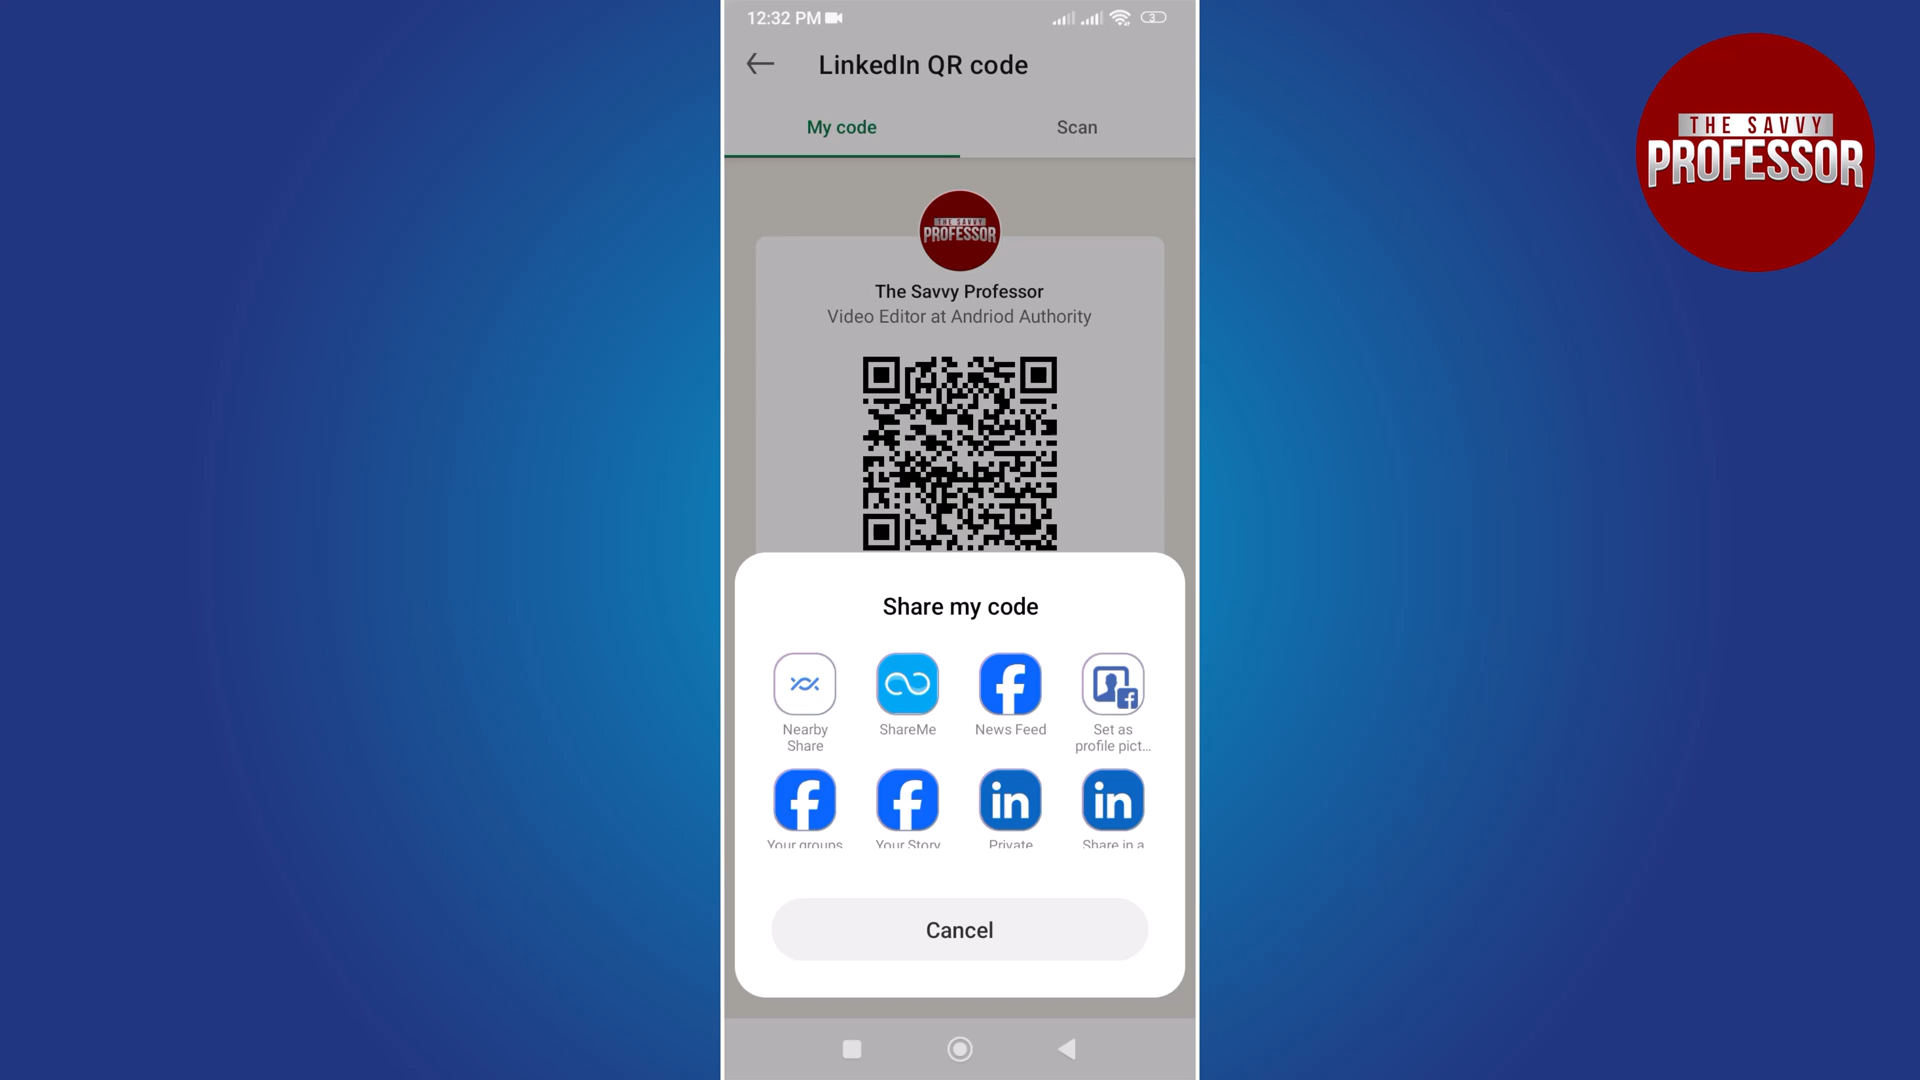 12:32 PM
3
LinkedIn QR code
My code
Scan
THE SAVVY
PROFESSOR
THE SAVVY
PROFESSOR
The Savvy Professor
Video Editor at Andriod Authority
Share my code
Nearby
Share
ShareMe
News Feed
Set as
profile pict...
Your groups
Your Story
Private
Share in a
Cancel